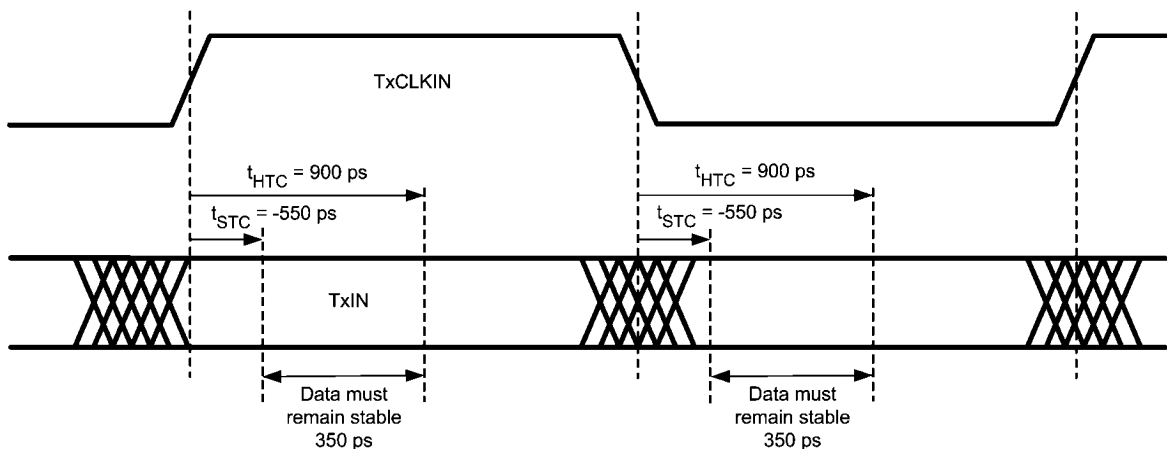 TxCLKIN
tHTC = 900 ps
tHTC = 900 ps
tSTC = -550 ps
tSTC = -550 ps
TxIN
Data must
remain stable
350 ps
Data must
remain stable
350 ps